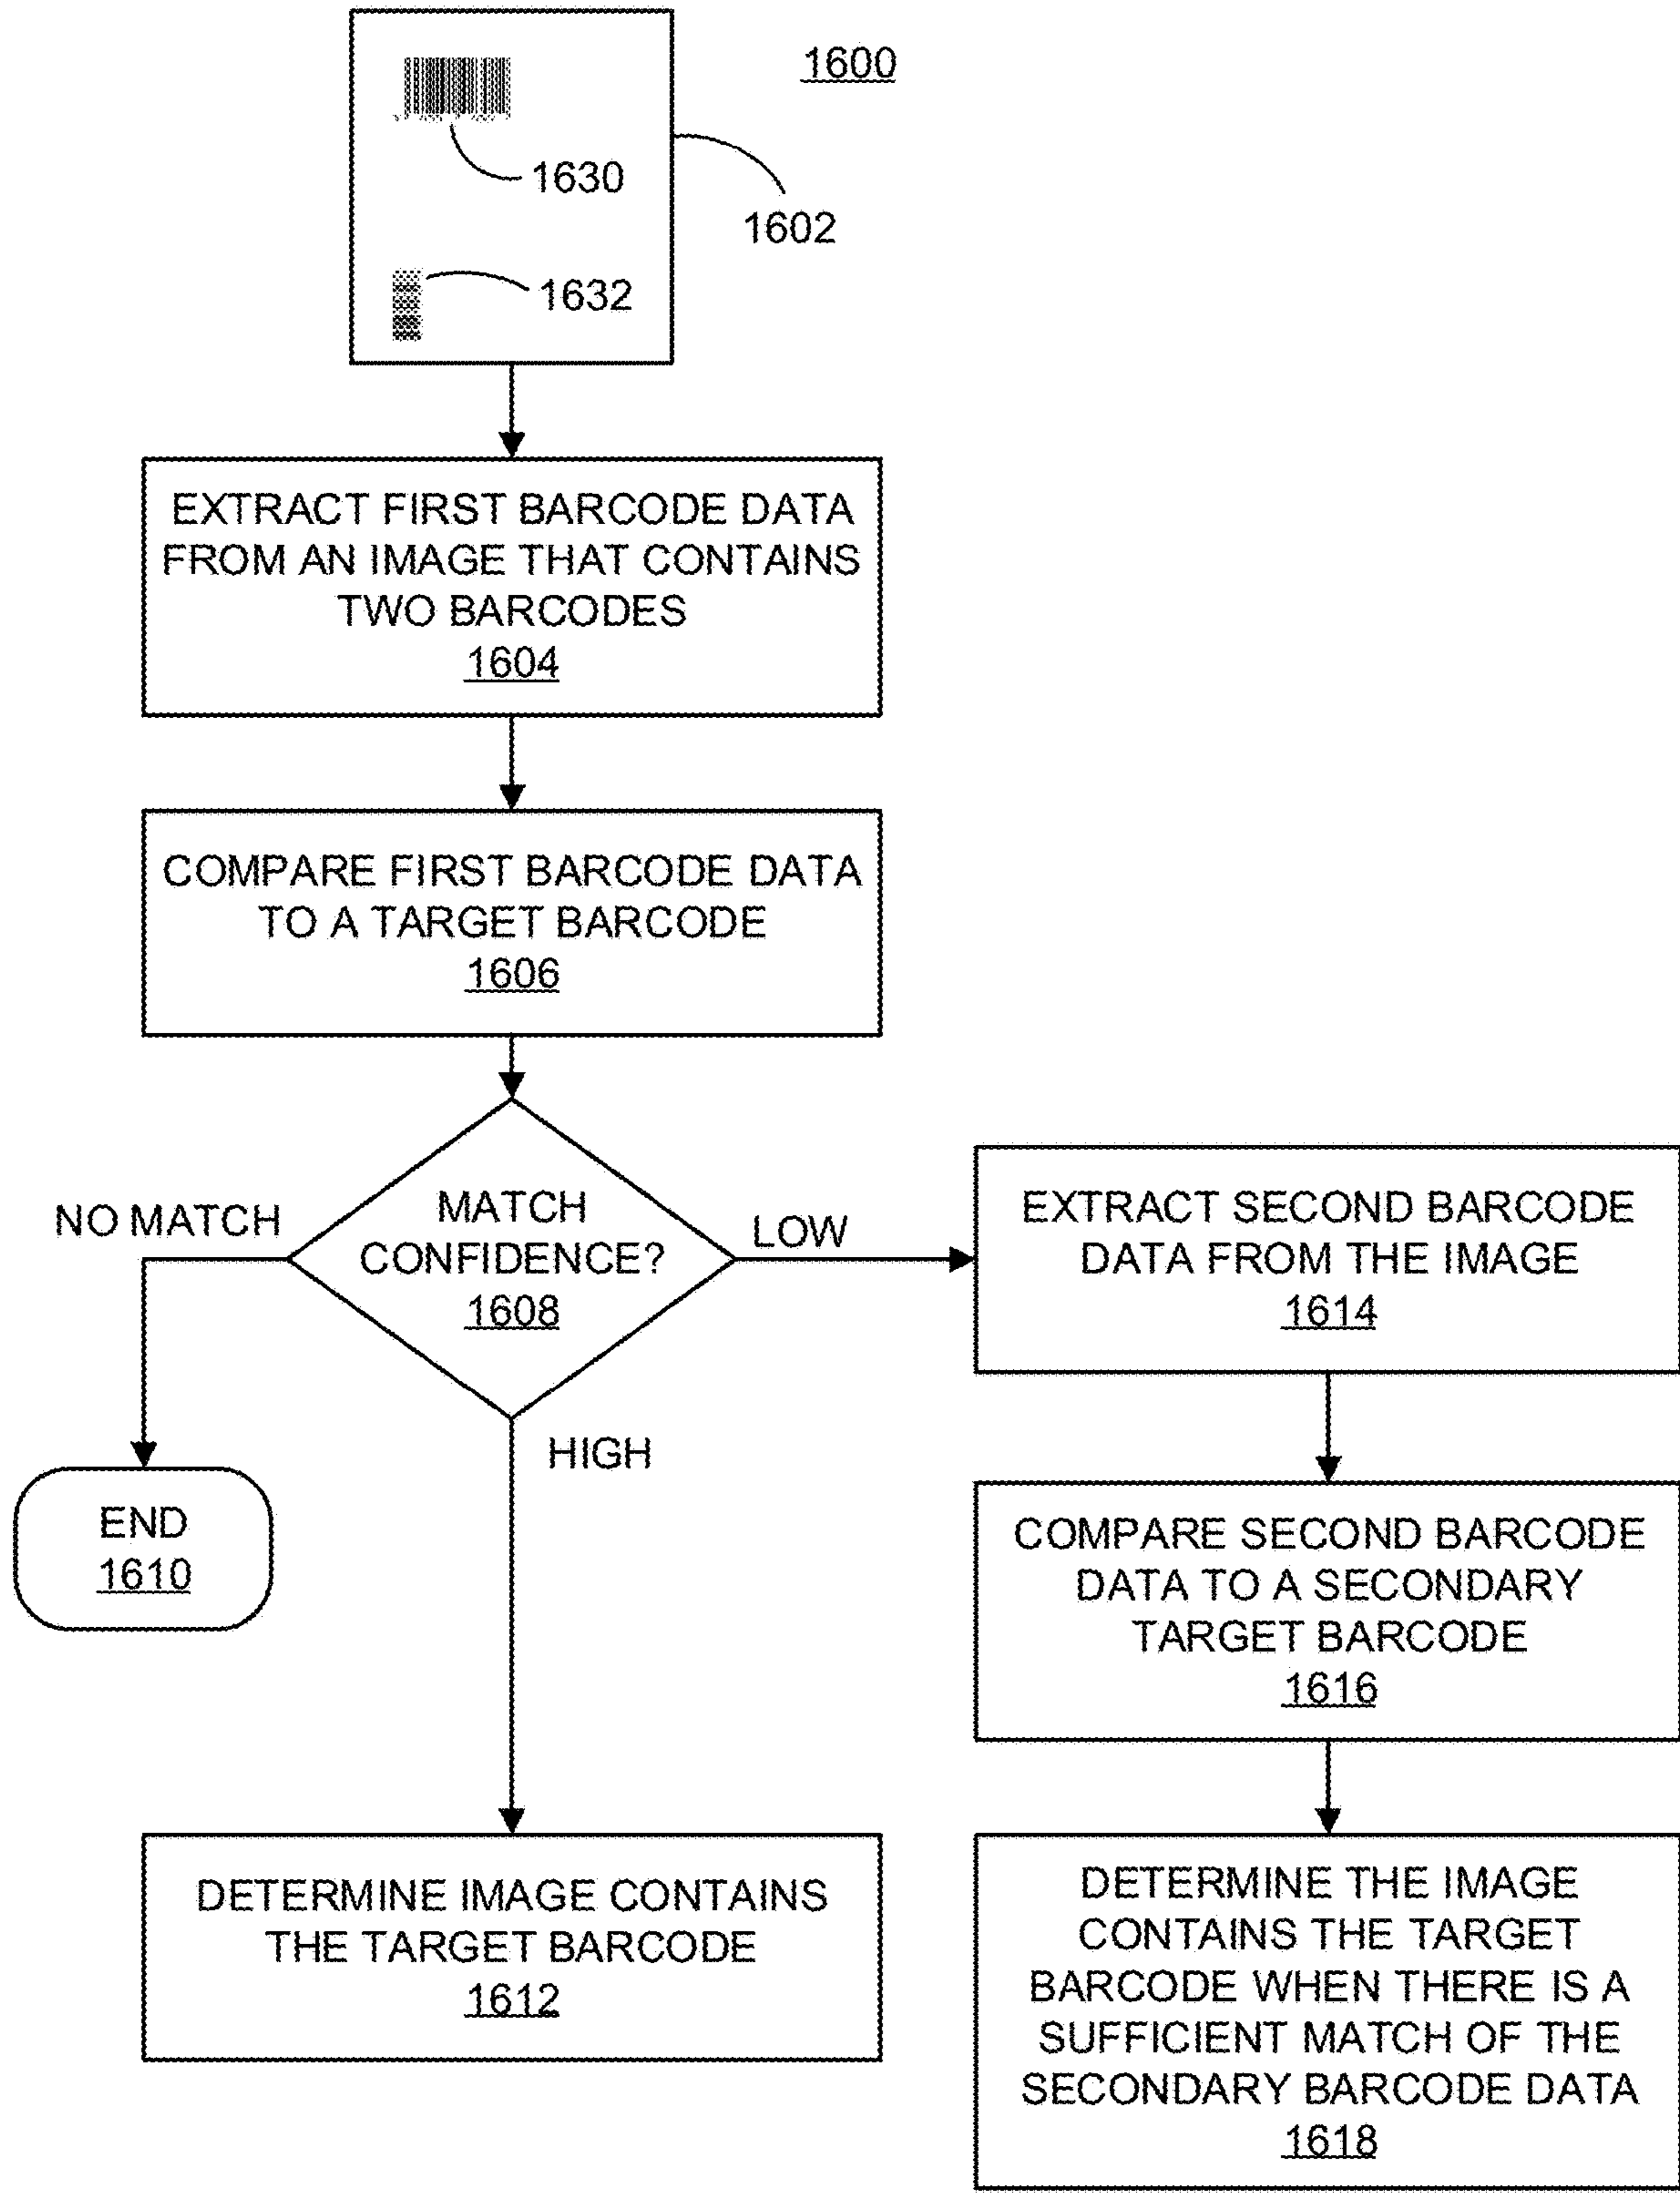 1600
1630
1602
1632
EXTRACT FIRST BARCODE DATA
FROM AN IMAGE THAT CONTAINS
TWO BARCODES
1604
COMPARE FIRST BARCODE DATA
TO A TARGET BARCODE
1606
NO MATCH
MATCH
CONFIDENCE?
1608
LOW
HIGH
END
1610
EXTRACT SECOND BARCODE
DATA FROM THE IMAGE
1614
COMPARE SECOND BARCODE
DATA TO A SECONDARY
TARGET BARCODE
1616
DETERMINE IMAGE CONTAINS
THE TARGET BARCODE
1612
DETERMINE THE IMAGE
CONTAINS THE TARGET
BARCODE WHEN THERE IS A
SUFFICIENT MATCH OF THE
SECONDARY BARCODE DATA
1618